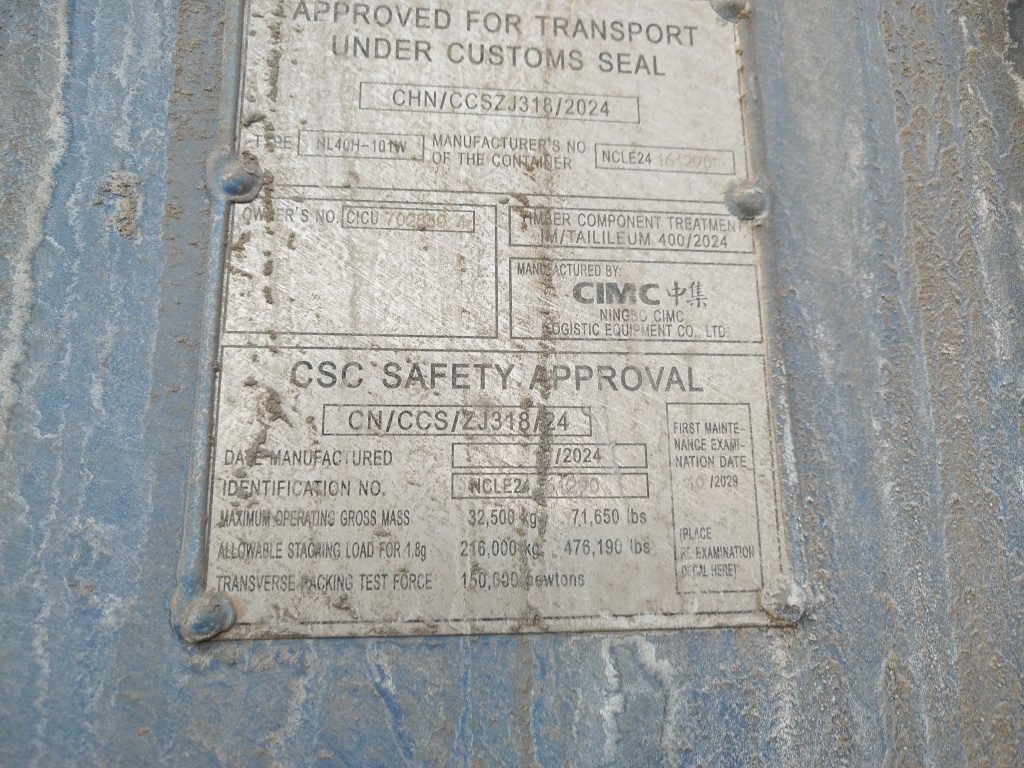 APPROVED FOR TRANSPORT
UNDER CUSTOMS SEAL
CHN/CCSZJ318/2024
TYPE NL40H-101W MANUFACTURER'S NO
OF THE CONTAINER NCLE24
OWNER'S NO. CICU
TIMBER COMPONENT TREATMENT
IM/TAILILEUM 400/2024
MANUFACTURED BY:
CIMC 中集
NINGBO CIMC
LOGISTIC EQUIPMENT CO., LTD
CSC SAFETY APPROVAL
CN/CCS/ZJ318/24
DATE MANUFACTURED /2024
IDENTIFICATION NO. NCLE24
MAXIMUM OPERATING GROSS MASS 32,500 kg 71,650 lbs
ALLOWABLE STACKING LOAD FOR 1.8g 216,000 kg 476,190 lbs
TRANSVERSE RACKING TEST FORCE 150,000 newtons
FIRST MAINTE-
NANCE EXAMI-
NATION DATE
10 /2029
(PLACE
RE-EXAMINATION
DECAL HERE)